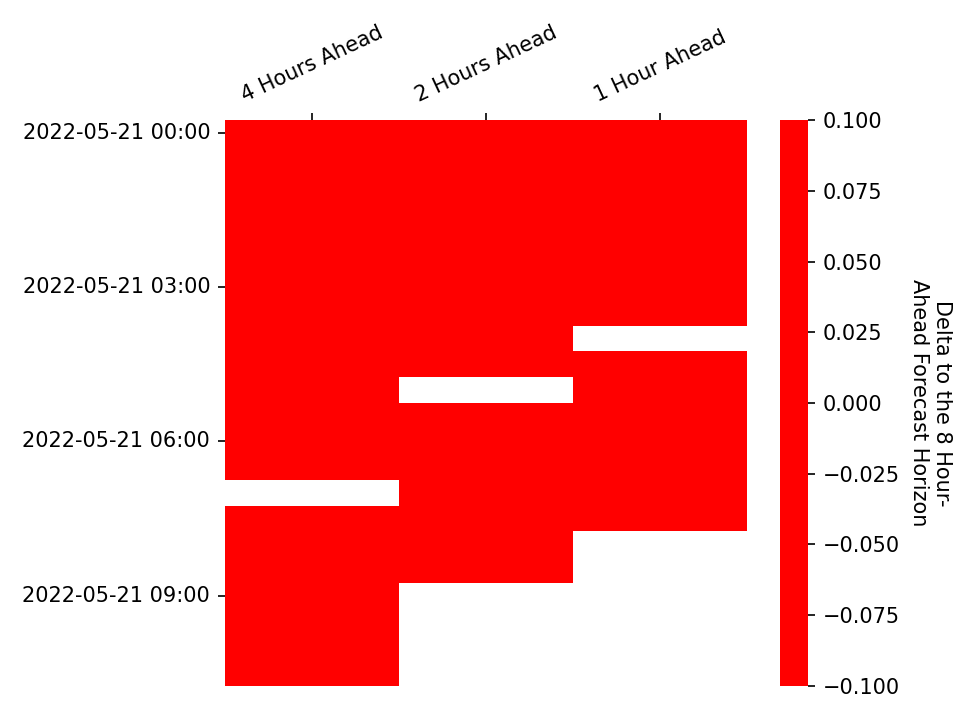 4 Hours Ahead
2 Hours Ahead
1 Hour Ahead
2022-05-21 00:00
2022-05-21 03:00
2022-05-21 06:00
2022-05-21 09:00
0.100
0.075
0.050
0.025
0.000
−0.025
−0.050
−0.075
−0.100
Delta to the 8 Hour-
Ahead Forecast Horizon